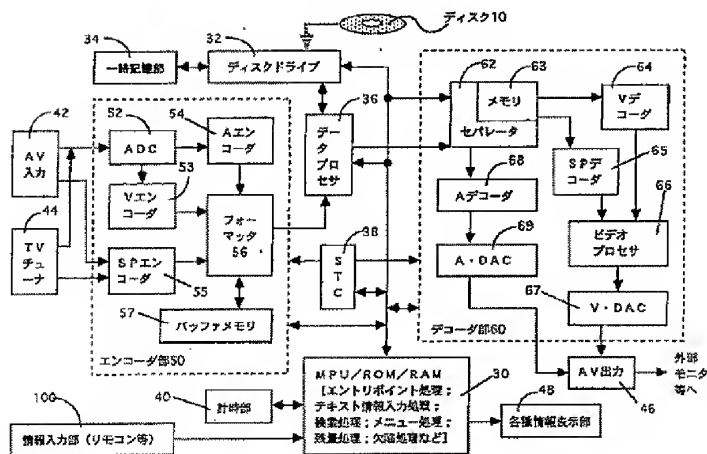 ディスク10
34
32
一時記憶部
ディスクドライブ
62
63
64
メモリ
セパレータ
Vデ
コーダ
42
52
54
36
AV
入力
ADC
Aエン
コーダ
データ
プロ
セサ
SPデ
コーダ
65
68
Aデコーダ
53
Vエン
コーダ
66
44
TV
チュー
ナ
フォー
マッタ
56
38
69
ビデオ
プロセサ
SPエン
コーダ
55
STC
A・DAC
67
V・DAC
57
バッファメモリ
デコーダ部60
エンコーダ部50
MPU/ROM/RAM
[エントリポイント処理;
テキスト情報入力処理;
検索処理;メニュー処理;
残量処理;欠陥処理など]
30
AV出力
46
外部
モニタ
等へ
40
計時部
48
各種情報表示部
100
情報入力部(リモコン等)